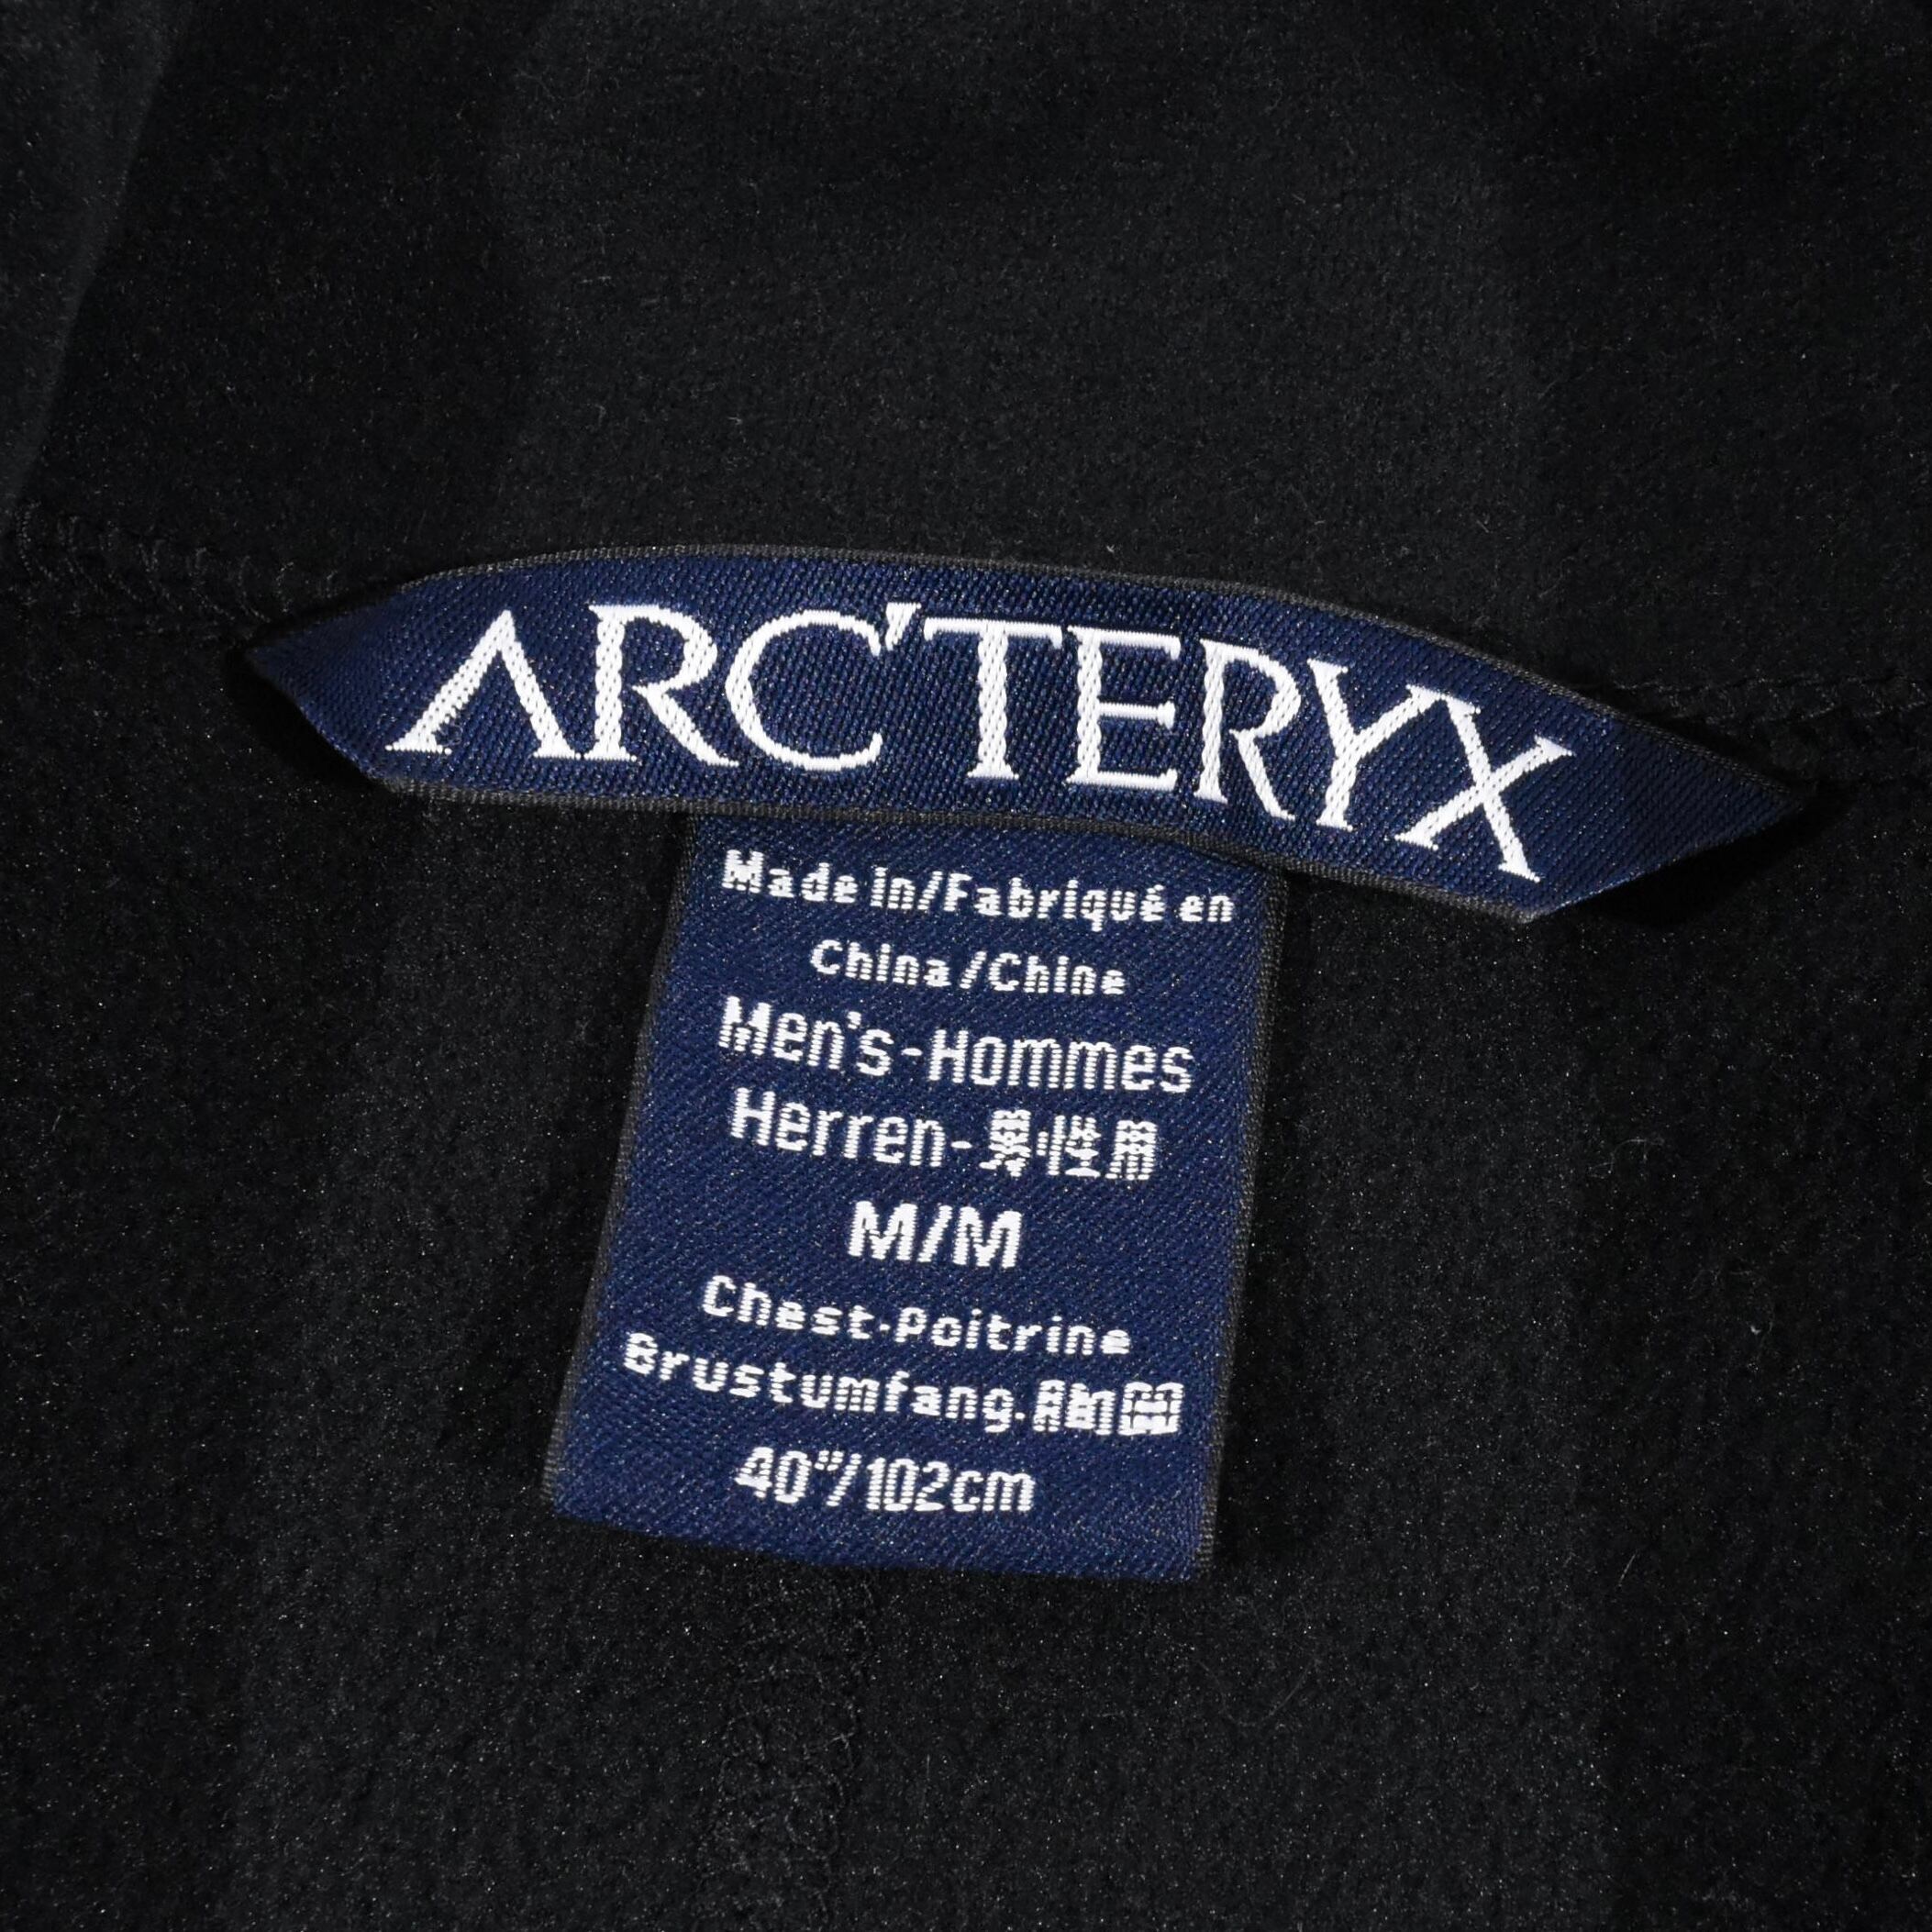 ARC'TERYX
Made in/Fabriqué en
China/Chine
Men's-Hommes
Herren-男性用
M/M
Chest-Poitrine
Brustumfang-胸囲
40"/102cm